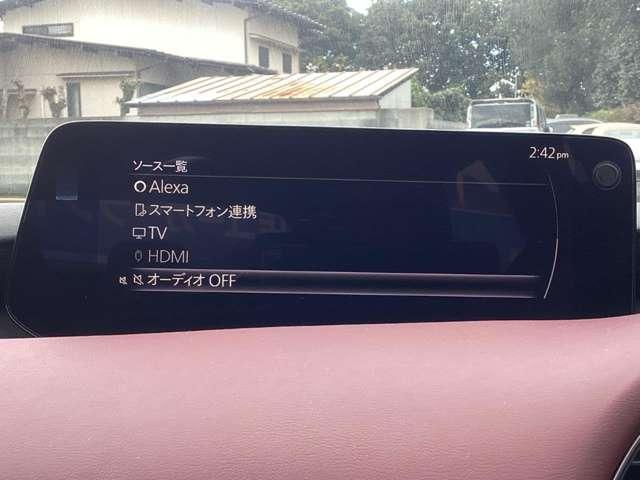 2:42pm
ソース一覧
Alexa
スマートフォン連携
TV
HDMI
オーディオ OFF